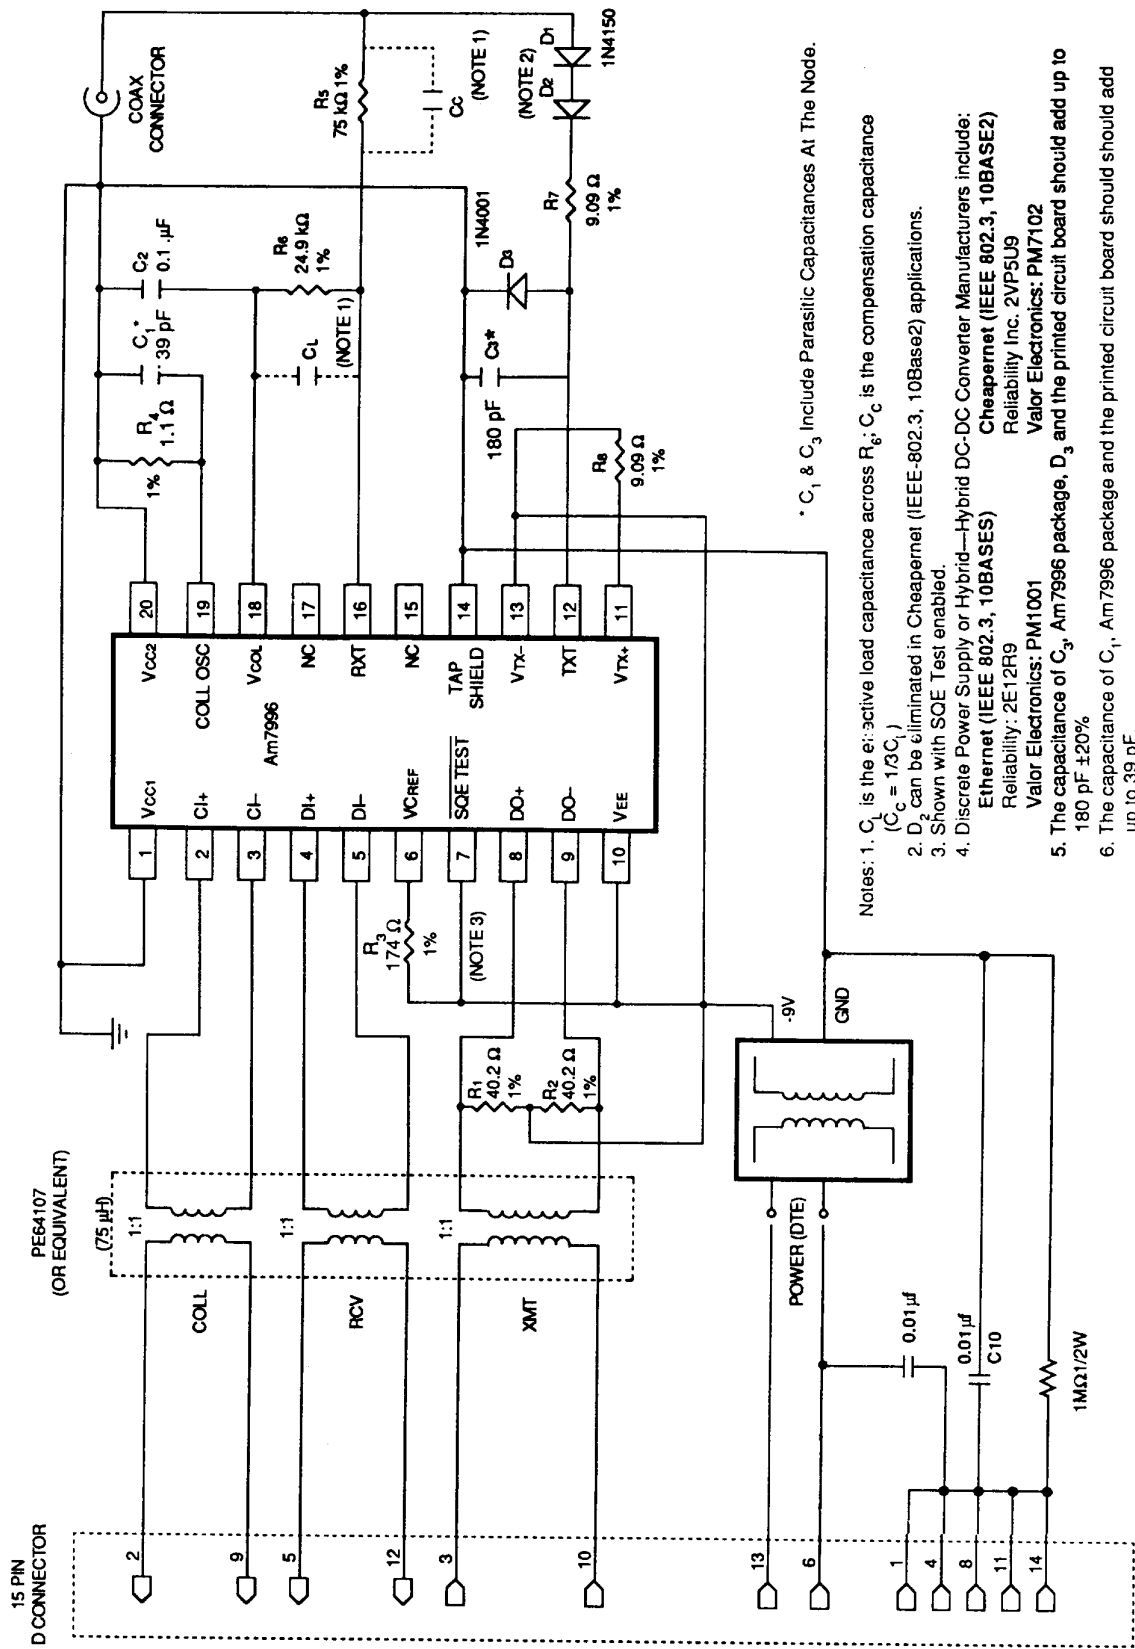 15 PIN
D CONNECTOR
2
9
5
12
3
10
13
6
1
4
8
11
14
PE64107
(OR EQUIVALENT)
(75 µH)
1:1
COLL
1:1
RCV
1:1
XMT
POWER (DTE)
0.01µf
0.01µf
C10
1MΩ1/2W
-9V
GND
R1
40.2 Ω
1%
R2
40.2 Ω
1%
R3
174 Ω
1%
(NOTE 3)
1
2
3
4
5
6
7
8
9
10
VCC1
CI+
CI–
DI+
DI–
VCREF
SQE TEST
DO+
DO–
VEE
Am7996
VCC2
COLL OSC
VCOL
NC
RXT
NC
TAP
SHIELD
VTX–
TXT
VTX+
20
19
18
17
16
15
14
13
12
11
R4
1.1 Ω
1%
C1*
39 pF
C2
0.1 µF
CL
(NOTE 1)
R6
24.9 kΩ
1%
COAX
CONNECTOR
R5
75 kΩ 1%
CC
(NOTE 1)
180 pF
C3*
D3
1N4001
R8
9.09 Ω
1%
R7
9.09 Ω
1%
(NOTE 2)
D2
D1
1N4150
* C1 & C3 Include Parasitic Capacitances At The Node.
Notes: 1. CL is the effective load capacitance across R6; CC is the compensation capacitance
(CC = 1/3CL)
2. D2 can be eliminated in Cheapernet (IEEE-802.3, 10Base2) applications.
3. Shown with SQE Test enabled.
4. Discrete Power Supply or Hybrid—Hybrid DC-DC Converter Manufacturers include:
Ethernet (IEEE 802.3, 10BASES) Cheapernet (IEEE 802.3, 10BASE2)
Reliability: 2E12R9 Reliability Inc. 2VP5U9
Valor Electronics: PM1001 Valor Electronics: PM7102
5. The capacitance of C3, Am7996 package, D3 and the printed circuit board should add up to
180 pF ±20%
6. The capacitance of C1, Am7996 package and the printed circuit board should should add
up to 39 pF